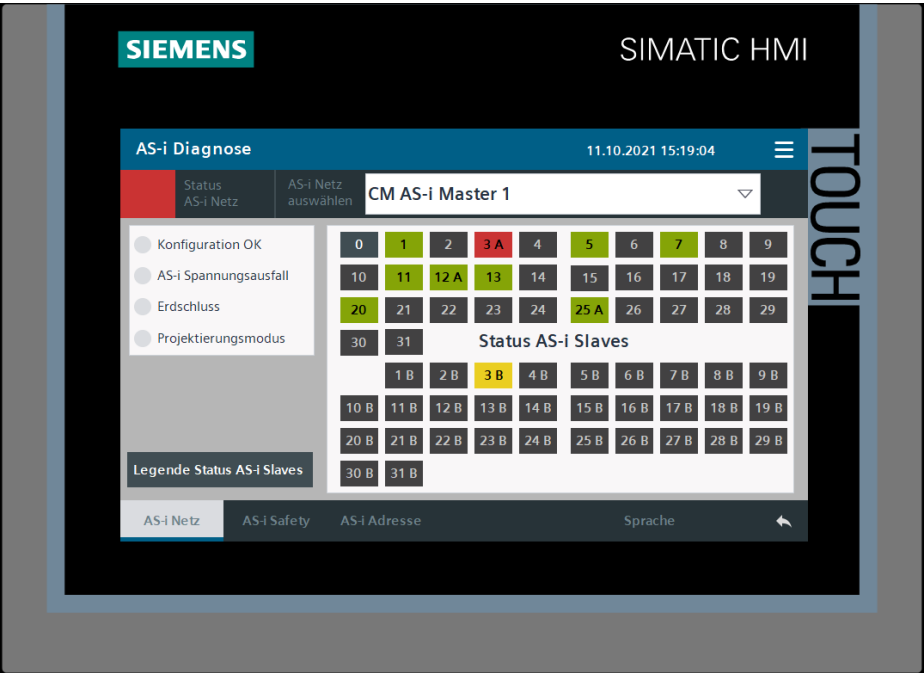 SIEMENS
SIMATIC HMI
TOUCH
AS-i Diagnose
11.10.2021 15:19:04
Status
AS-i Netz
AS-i Netz
auswählen
CM AS-i Master 1
Konfiguration OK
AS-i Spannungsausfall
Erdschluss
Projektierungsmodus
0 1 2 3 A 4 5 6 7 8 9
10 11 12 A 13 14 15 16 17 18 19
20 21 22 23 24 25 A 26 27 28 29
30 31 Status AS-i Slaves
1 B 2 B 3 B 4 B 5 B 6 B 7 B 8 B 9 B
10 B 11 B 12 B 13 B 14 B 15 B 16 B 17 B 18 B 19 B
20 B 21 B 22 B 23 B 24 B 25 B 26 B 27 B 28 B 29 B
30 B 31 B
Legende Status AS-i Slaves
AS-i Netz AS-i Safety AS-i Adresse Sprache